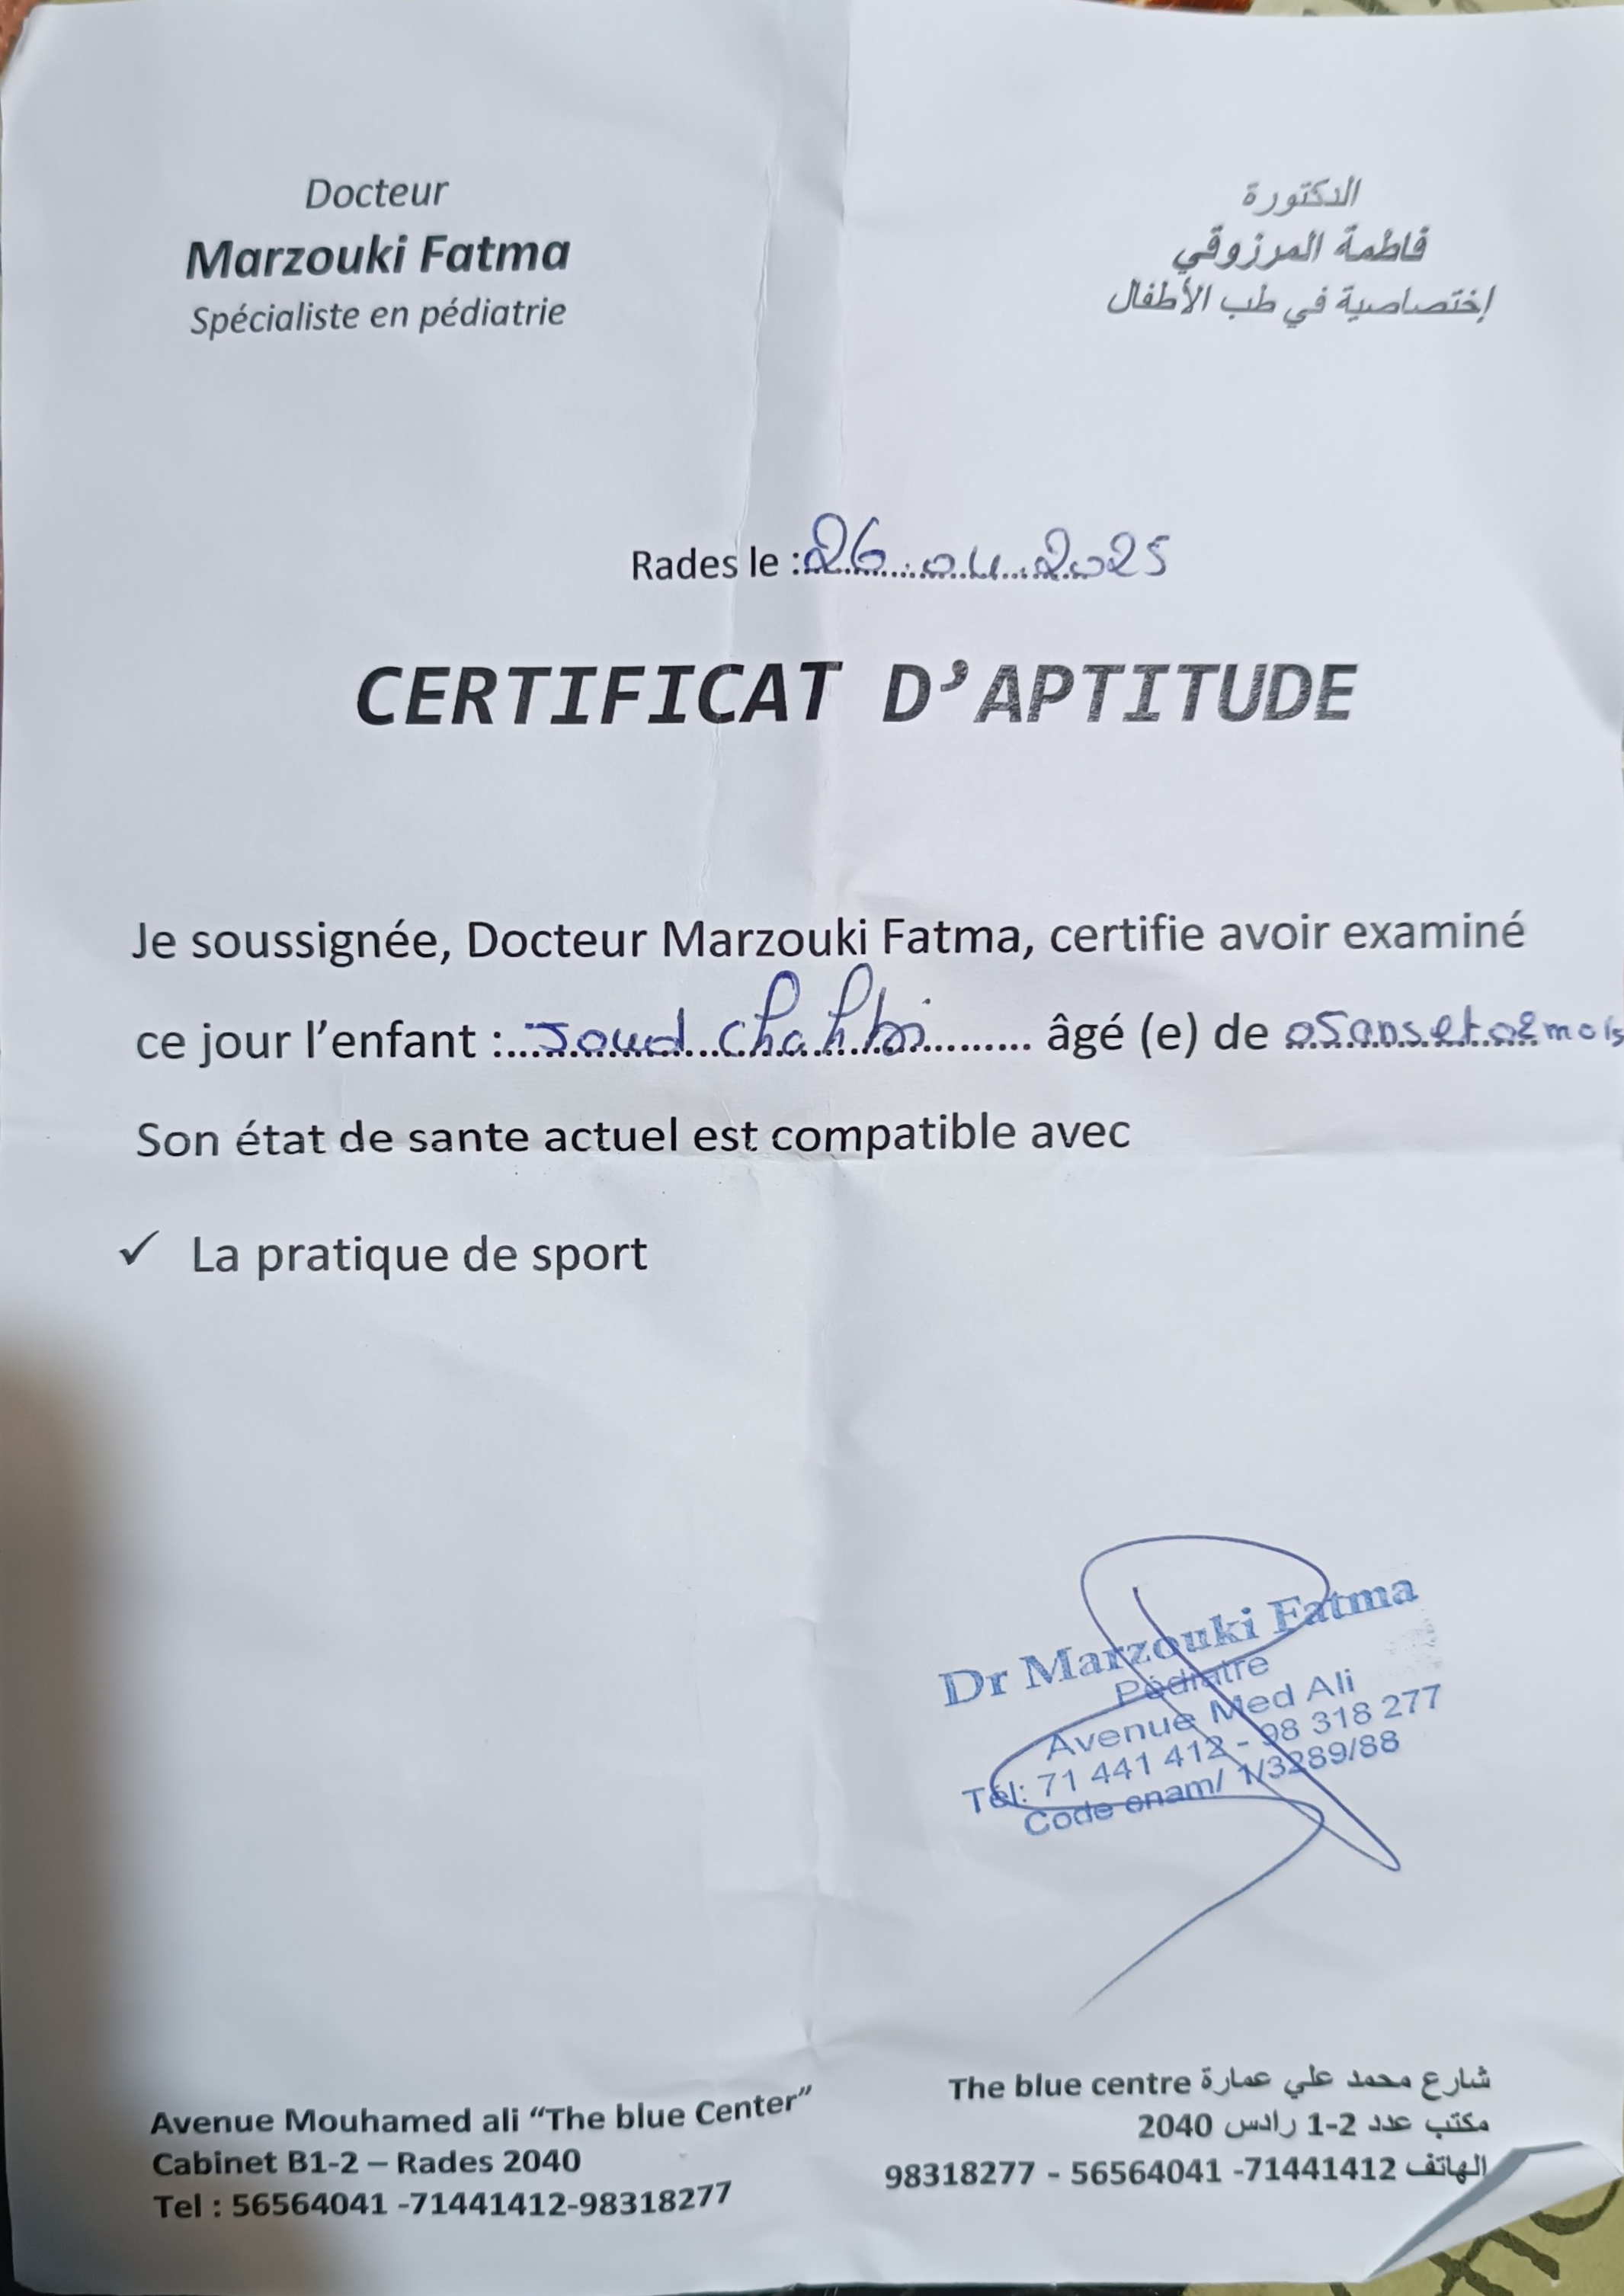 Docteur
Marzouki Fatma
Spécialiste en pédiatrie
الدكتورة
فاطمة المرزوقي
إختصاصية في طب الأطفال
Rades le : 26.04.2025
CERTIFICAT D'APTITUDE
Je soussignée, Docteur Marzouki Fatma, certifie avoir examiné
ce jour l'enfant : Joud Chahbi âgé (e) de 05ans et 02 mois
Son état de sante actuel est compatible avec
✓ La pratique de sport
Dr Marzouki Fatma
Pédiatre
Avenue Med Ali
Tél: 71 441 412 - 98 318 277
Code cnam/ 1/3289/88
Avenue Mouhamed ali "The blue Center"
Cabinet B1-2 – Rades 2040
Tel : 56564041 -71441412-98318277
شارع محمد علي عمارة The blue centre
مكتب عدد 2-1 رادس 2040
الهاتف 71441412- 56564041 - 98318277